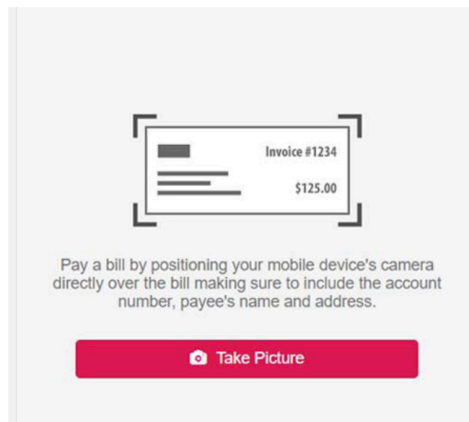 Invoice #1234
$125.00
Pay a bill by positioning your mobile device's camera
directly over the bill making sure to include the account
number, payee's name and address.
Take Picture